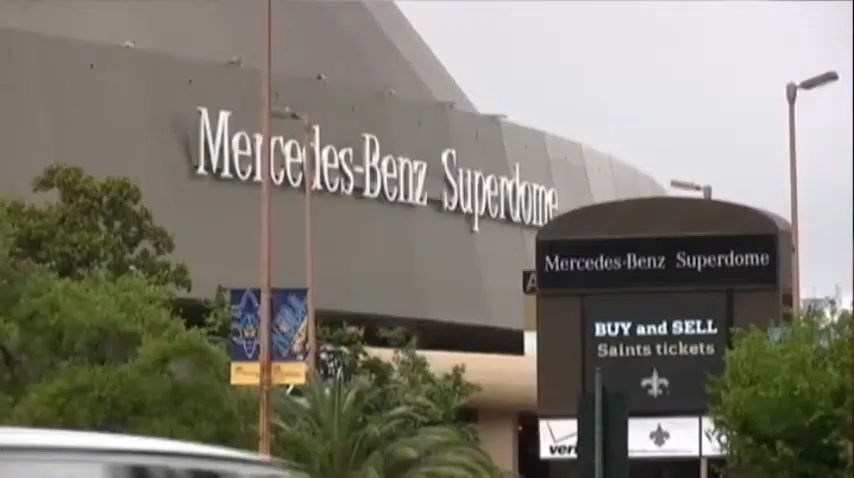 Mercedes-Benz Superdome
Mercedes-Benz Superdome
BUY and SELL
Saints tickets